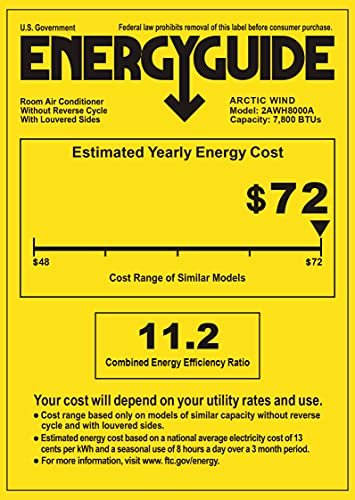 U.S. Government Federal law prohibits removal of this label before consumer purchase.
ENERGYGUIDE
Room Air Conditioner
Without Reverse Cycle
With Louvered Sides
ARCTIC WIND
Model: 2AWH8000A
Capacity: 7,800 BTUs
Estimated Yearly Energy Cost
$72
$48 $72
Cost Range of Similar Models
11.2
Combined Energy Efficiency Ratio
Your cost will depend on your utility rates and use.
• Cost range based only on models of similar capacity without reverse
cycle and with louvered sides.
• Estimated energy cost based on a national average electricity cost of 13
cents per kWh and a seasonal use of 8 hours a day over a 3 month period.
• For more information, visit www. ftc.gov/energy.